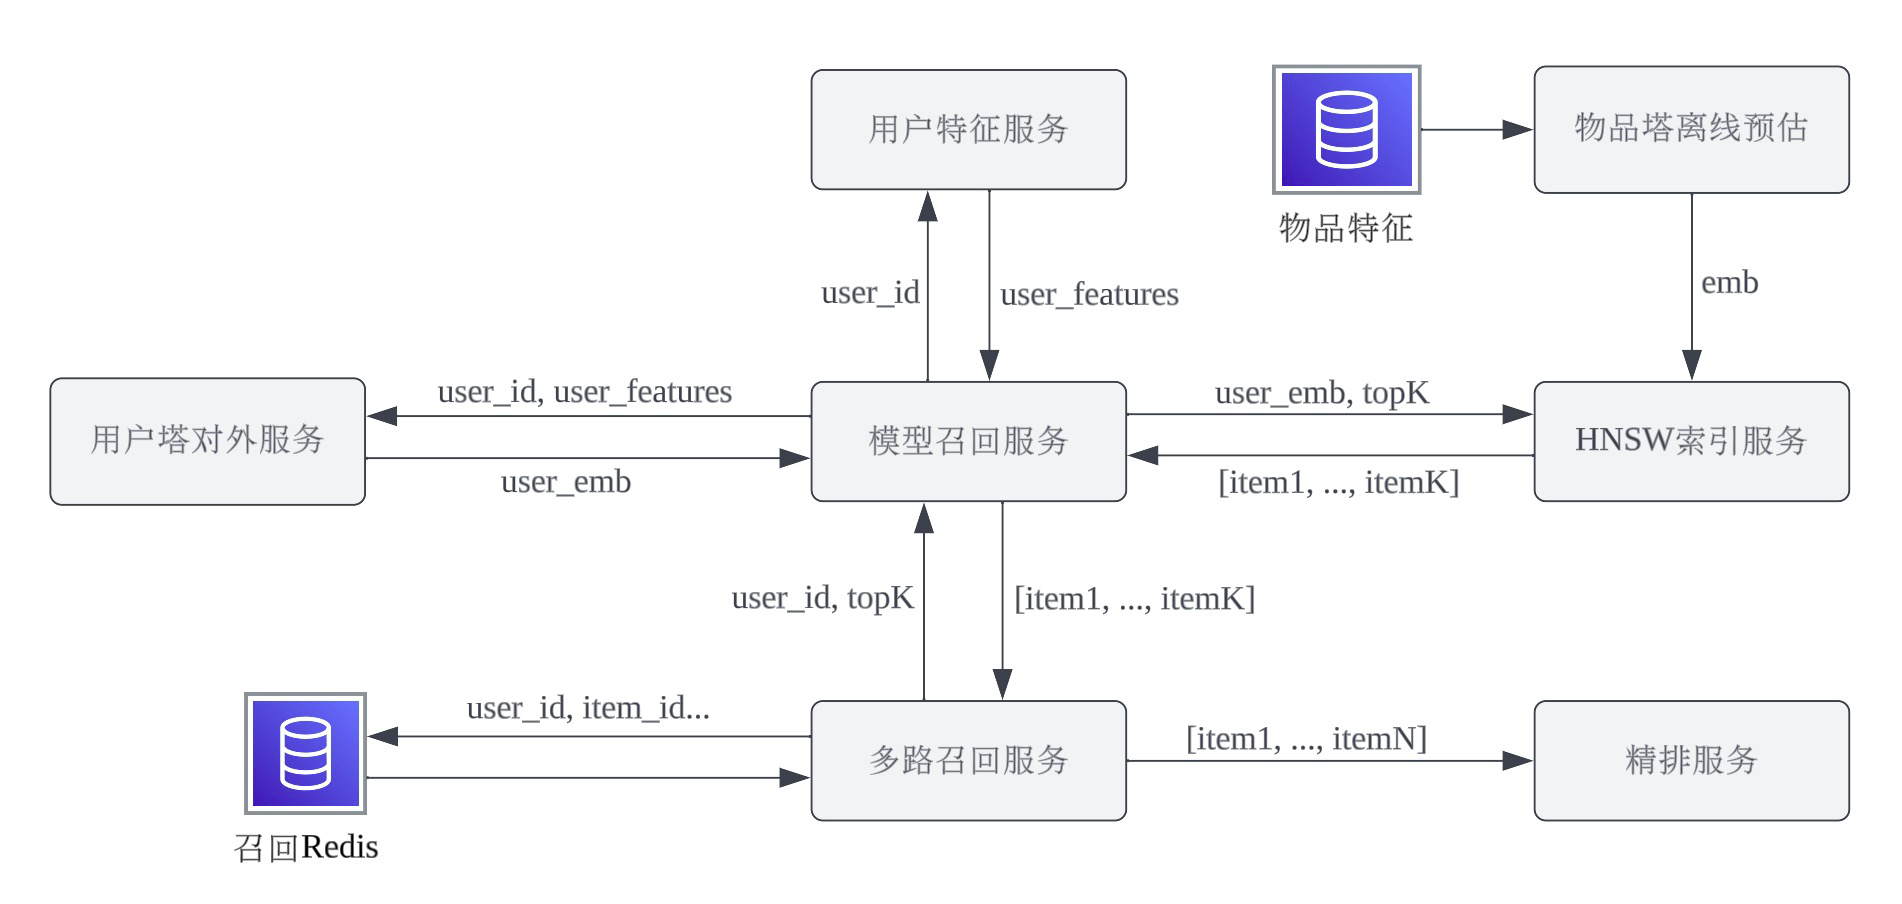 用户特征服务
物品塔离线预估
物品特征
user_id
user_features
emb
user_id, user_features
user_emb, topK
用户塔对外服务
模型召回服务
HNSW索引服务
user_emb
[item1, ..., itemK]
user_id, topK
[item1, ..., itemK]
user_id, item_id...
多路召回服务
[item1, ..., itemN]
精排服务
召回Redis